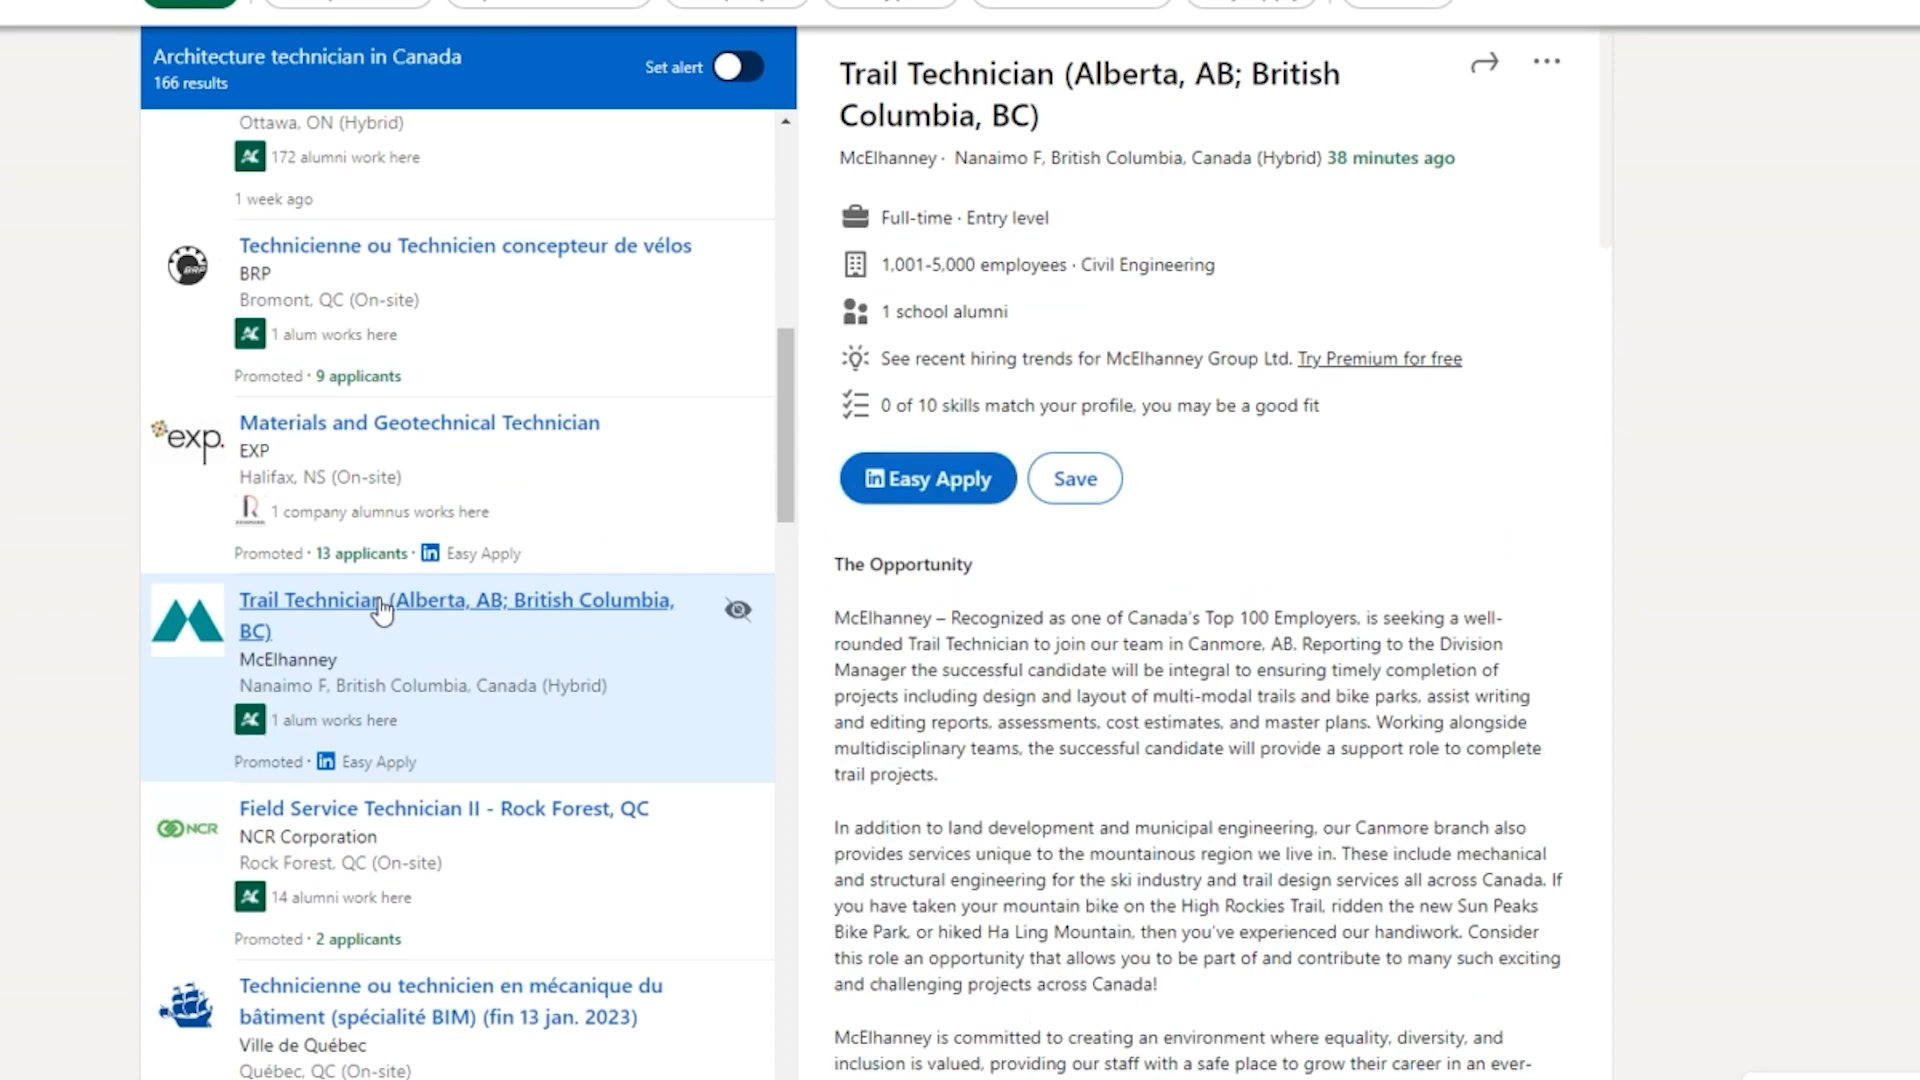 Architecture technician in Canada
166 results
Set alert
Ottawa, ON (Hybrid)
172 alumni work here
1 week ago
Technicienne ou Technicien concepteur de vélos
BRP
BRP
Bromont, QC (On-site)
1 alum works here
Promoted · 9 applicants
Materials and Geotechnical Technician
exp.
EXP
Halifax, NS (On-site)
1 company alumnus works here
Promoted · 13 applicants · in Easy Apply
Trail Technician (Alberta, AB; British Columbia,
BC)
McElhanney
Nanaimo F, British Columbia, Canada (Hybrid)
1 alum works here
Promoted · in Easy Apply
Field Service Technician II - Rock Forest, QC
NCR
NCR Corporation
Rock Forest, QC (On-site)
14 alumni work here
Promoted · 2 applicants
Technicienne ou technicien en mécanique du
bâtiment (spécialité BIM) (fin 13 jan. 2023)
Ville de Québec
Québec, QC (On-site)
Trail Technician (Alberta, AB; British
Columbia, BC)
McElhanney · Nanaimo F, British Columbia, Canada (Hybrid) 38 minutes ago
Full-time · Entry level
1,001-5,000 employees · Civil Engineering
1 school alumni
See recent hiring trends for McElhanney Group Ltd. Try Premium for free
0 of 10 skills match your profile, you may be a good fit
in Easy Apply
Save
The Opportunity
McElhanney – Recognized as one of Canada's Top 100 Employers, is seeking a well-
rounded Trail Technician to join our team in Canmore, AB. Reporting to the Division
Manager the successful candidate will be integral to ensuring timely completion of
projects including design and layout of multi-modal trails and bike parks, assist writing
and editing reports, assessments, cost estimates, and master plans. Working alongside
multidisciplinary teams, the successful candidate will provide a support role to complete
trail projects.
In addition to land development and municipal engineering, our Canmore branch also
provides services unique to the mountainous region we live in. These include mechanical
and structural engineering for the ski industry and trail design services all across Canada. If
you have taken your mountain bike on the High Rockies Trail, ridden the new Sun Peaks
Bike Park, or hiked Ha Ling Mountain, then you've experienced our handiwork. Consider
this role an opportunity that allows you to be part of and contribute to many such exciting
and challenging projects across Canada!
McElhanney is committed to creating an environment where equality, diversity, and
inclusion is valued, providing our staff with a safe place to grow their career in an ever-